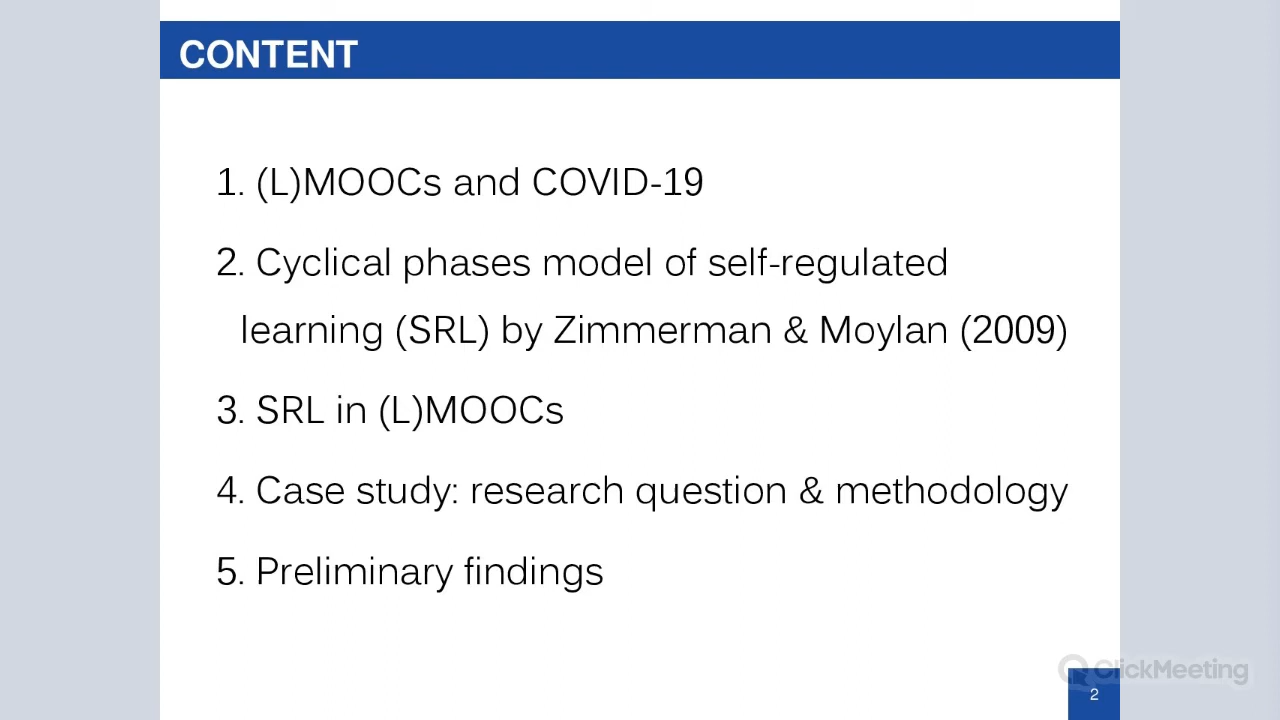 CONTENT
1. (L)MOOCs and COVID-19
2. Cyclical phases model of self-regulated
learning (SRL) by Zimmerman & Moylan (2009)
3. SRL in (L)MOOCs
4. Case study: research question & methodology
5. Preliminary findings
ClickMeeting
2